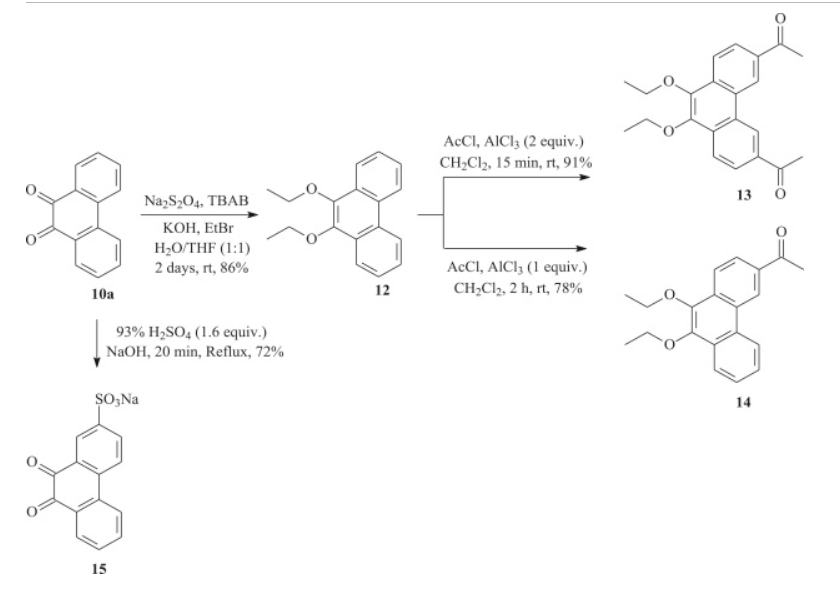 O
O
10a
Na₂S₂O₄, TBAB
KOH, EtBr
H₂O/THF (1:1)
2 days, rt, 86%
O
O
12
AcCl, AlCl₃ (2 equiv.)
CH₂Cl₂, 15 min, rt, 91%
O
O
O
O
13
AcCl, AlCl₃ (1 equiv.)
CH₂Cl₂, 2 h, rt, 78%
O
O
O
14
93% H₂SO₄ (1.6 equiv.)
NaOH, 20 min, Reflux, 72%
SO₃Na
O
O
15